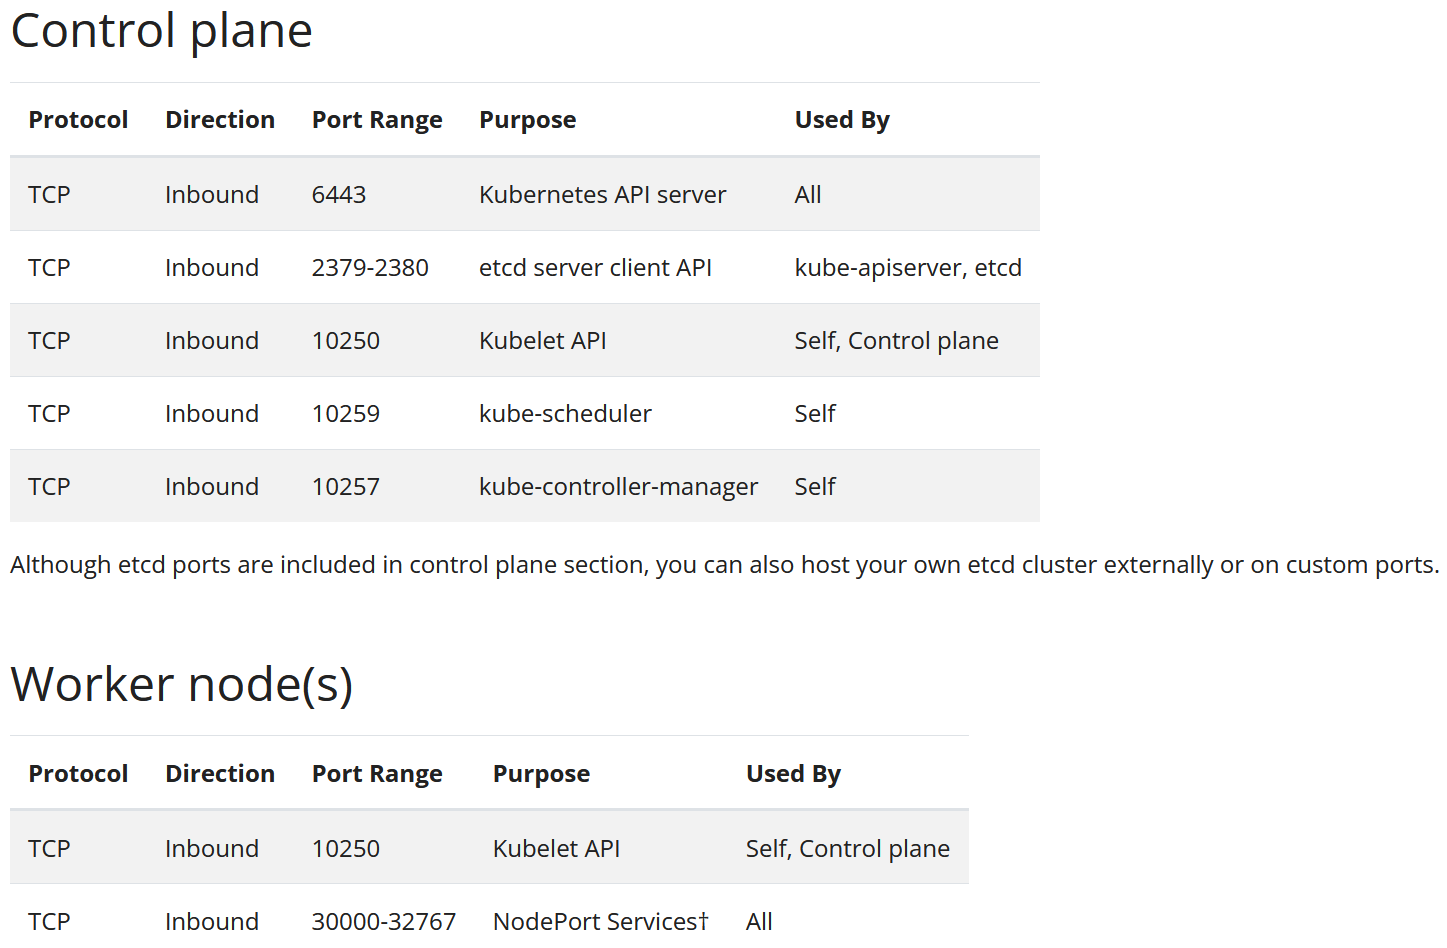 Control plane
Protocol Direction Port Range Purpose Used By
TCP Inbound 6443 Kubernetes API server All
TCP Inbound 2379-2380 etcd server client API kube-apiserver, etcd
TCP Inbound 10250 Kubelet API Self, Control plane
TCP Inbound 10259 kube-scheduler Self
TCP Inbound 10257 kube-controller-manager Self
Although etcd ports are included in control plane section, you can also host your own etcd cluster externally or on custom ports.
Worker node(s)
Protocol Direction Port Range Purpose Used By
TCP Inbound 10250 Kubelet API Self, Control plane
TCP Inbound 30000-32767 NodePort Services† All